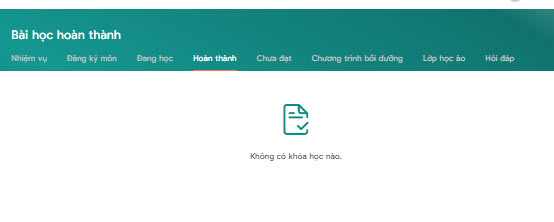 Bài học hoàn thành
Nhiệm vụ Đăng ký môn Đang học Hoàn thành Chưa đạt Chương trình bồi dưỡng Lớp học ảo Hỏi đáp
Không có khóa học nào.